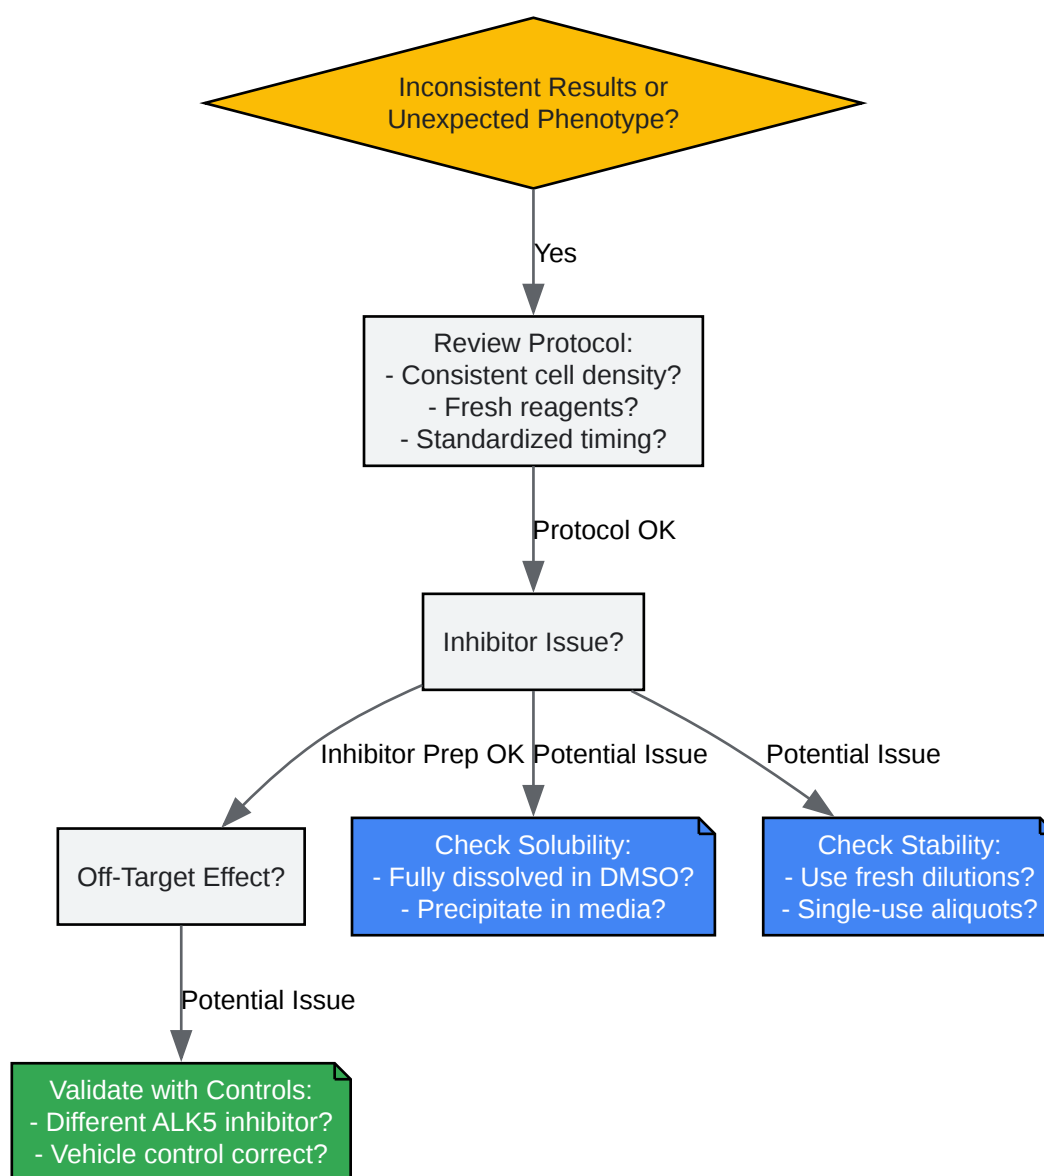 Inconsistent Results or
Unexpected Phenotype?
Yes
Review Protocol:
- Consistent cell density?
- Fresh reagents?
- Standardized timing?
Protocol OK
Inhibitor Issue?
Inhibitor Prep OK
Potential Issue
Potential Issue
Off-Target Effect?
Check Solubility:
- Fully dissolved in DMSO?
- Precipitate in media?
Check Stability:
- Use fresh dilutions?
- Single-use aliquots?
Potential Issue
Validate with Controls:
- Different ALK5 inhibitor?
- Vehicle control correct?